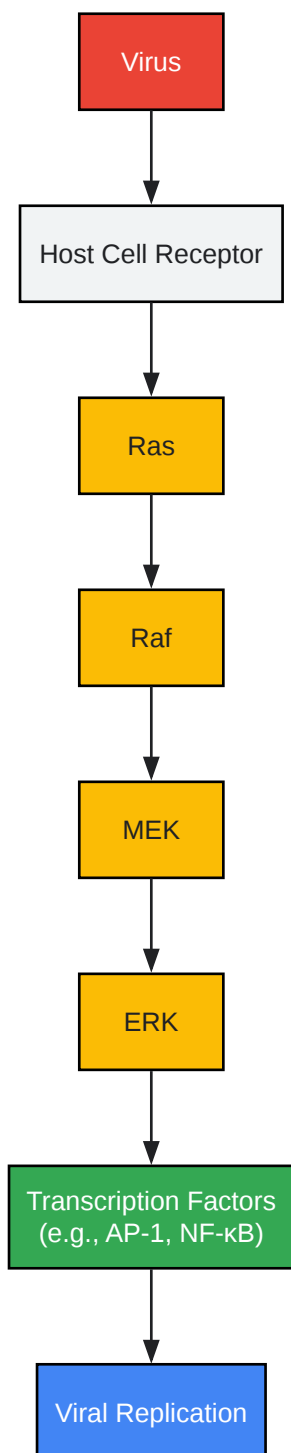 Virus
Host Cell Receptor
Ras
Raf
MEK
ERK
Transcription Factors
(e.g., AP-1, NF-κB)
Viral Replication